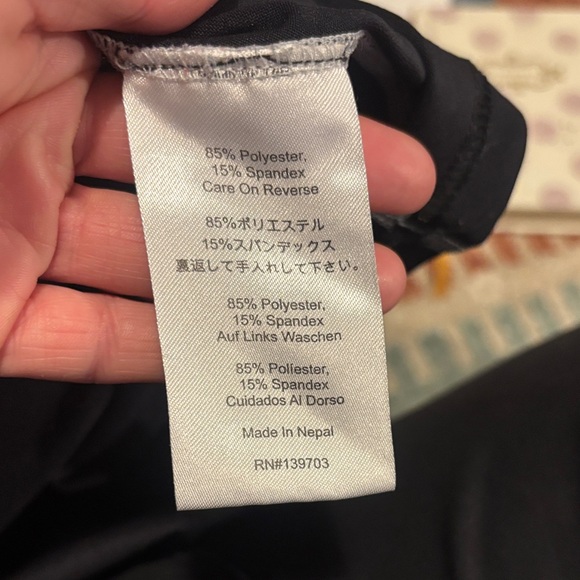 85% Polyester,
15% Spandex
Care On Reverse
85%ポリエステル
15%スパンデックス
裏返して手入れして下さい。
85% Polyester,
15% Spandex
Auf Links Waschen
85% Poliester,
15% Spandex
Cuidados Al Dorso
Made In Nepal
RN#139703